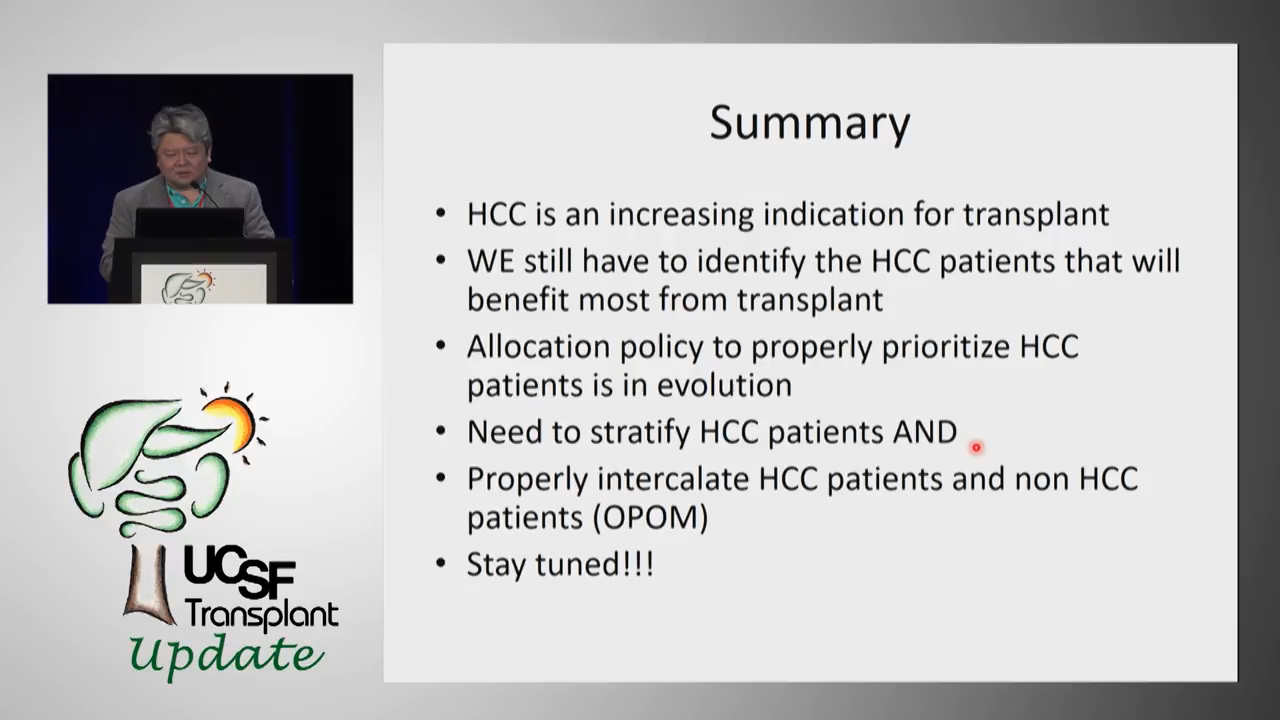 Summary
• HCC is an increasing indication for transplant
• WE still have to identify the HCC patients that will
benefit most from transplant
• Allocation policy to properly prioritize HCC
patients is in evolution
• Need to stratify HCC patients AND
• Properly intercalate HCC patients and non HCC
patients (OPOM)
• Stay tuned!!!
UCSF
Transplant
Update